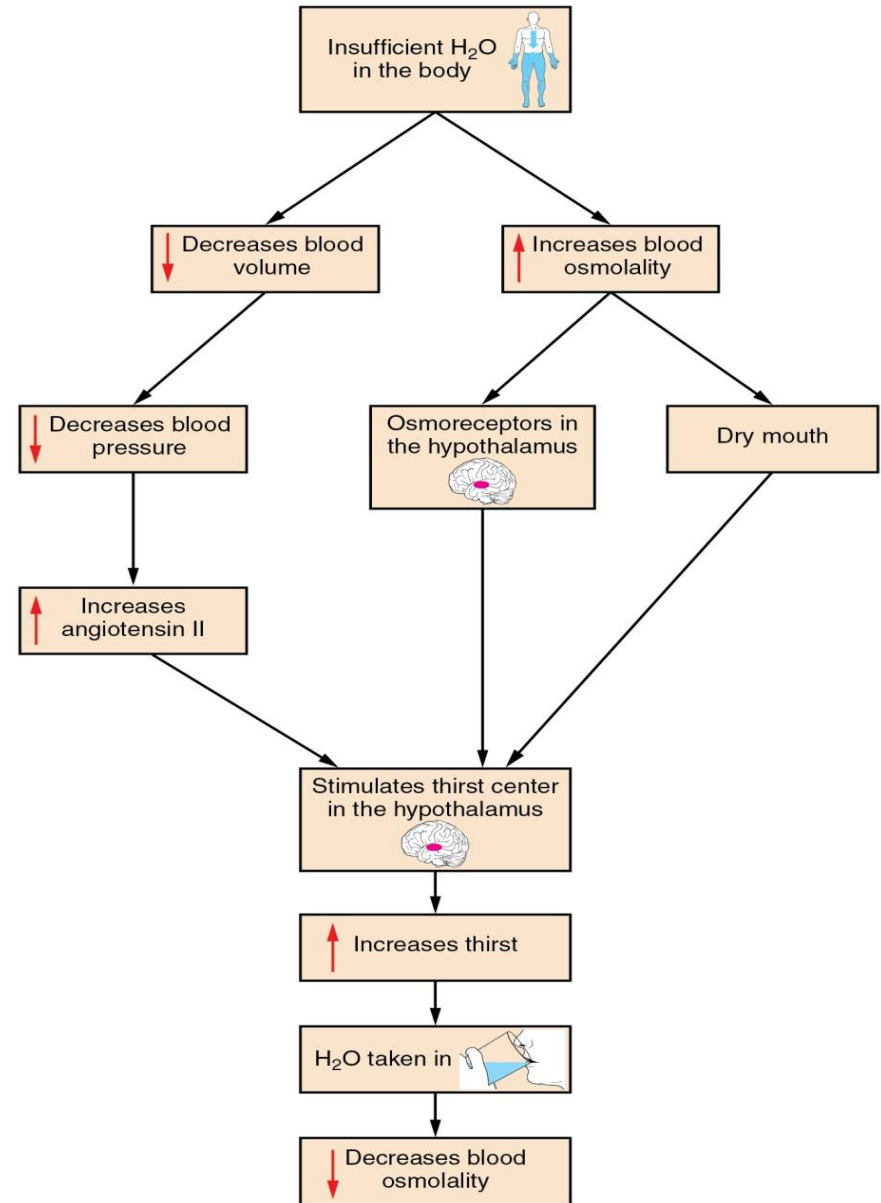 Insufficient H₂O
in the body
Decreases blood
volume
Increases blood
osmolality
Decreases blood
pressure
Osmoreceptors in
the hypothalamus
Dry mouth
Increases
angiotensin II
Stimulates thirst center
in the hypothalamus
Increases thirst
H₂O taken in
Decreases blood
osmolality